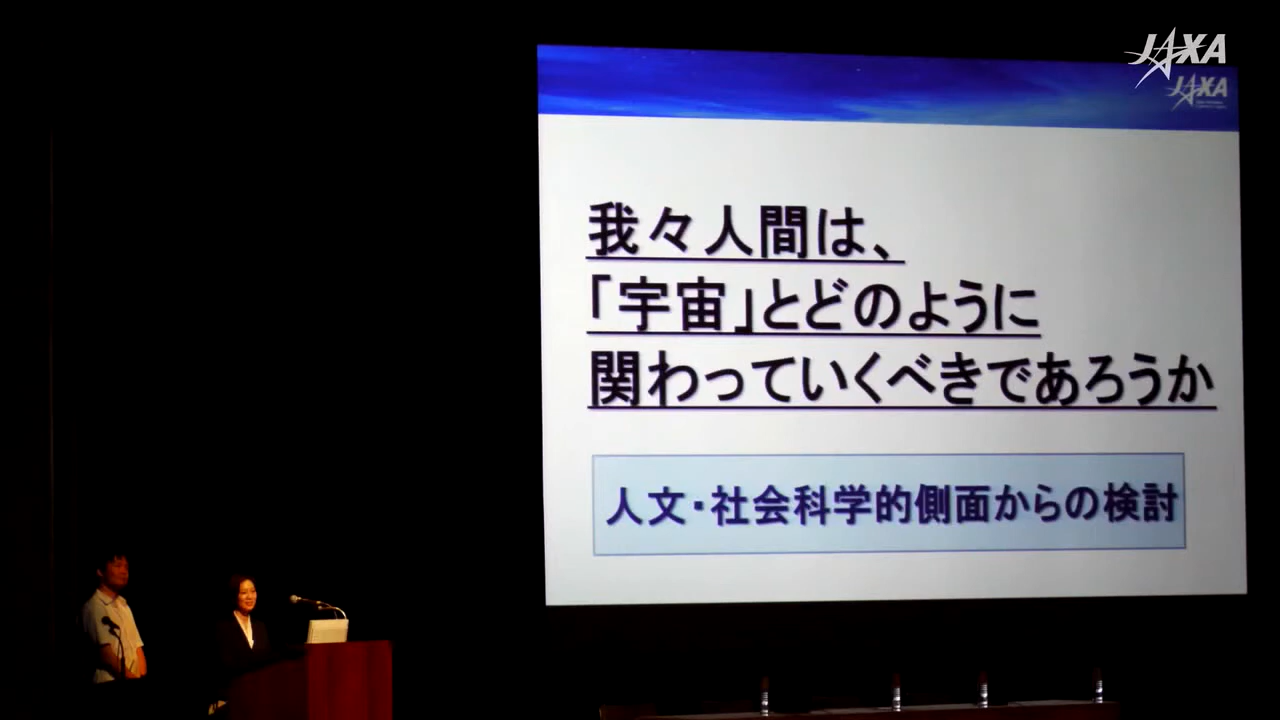 JAXA
JAXA
我々人間は、
「宇宙」とどのように
関わっていくべきであろうか
人文・社会科学的側面からの検討